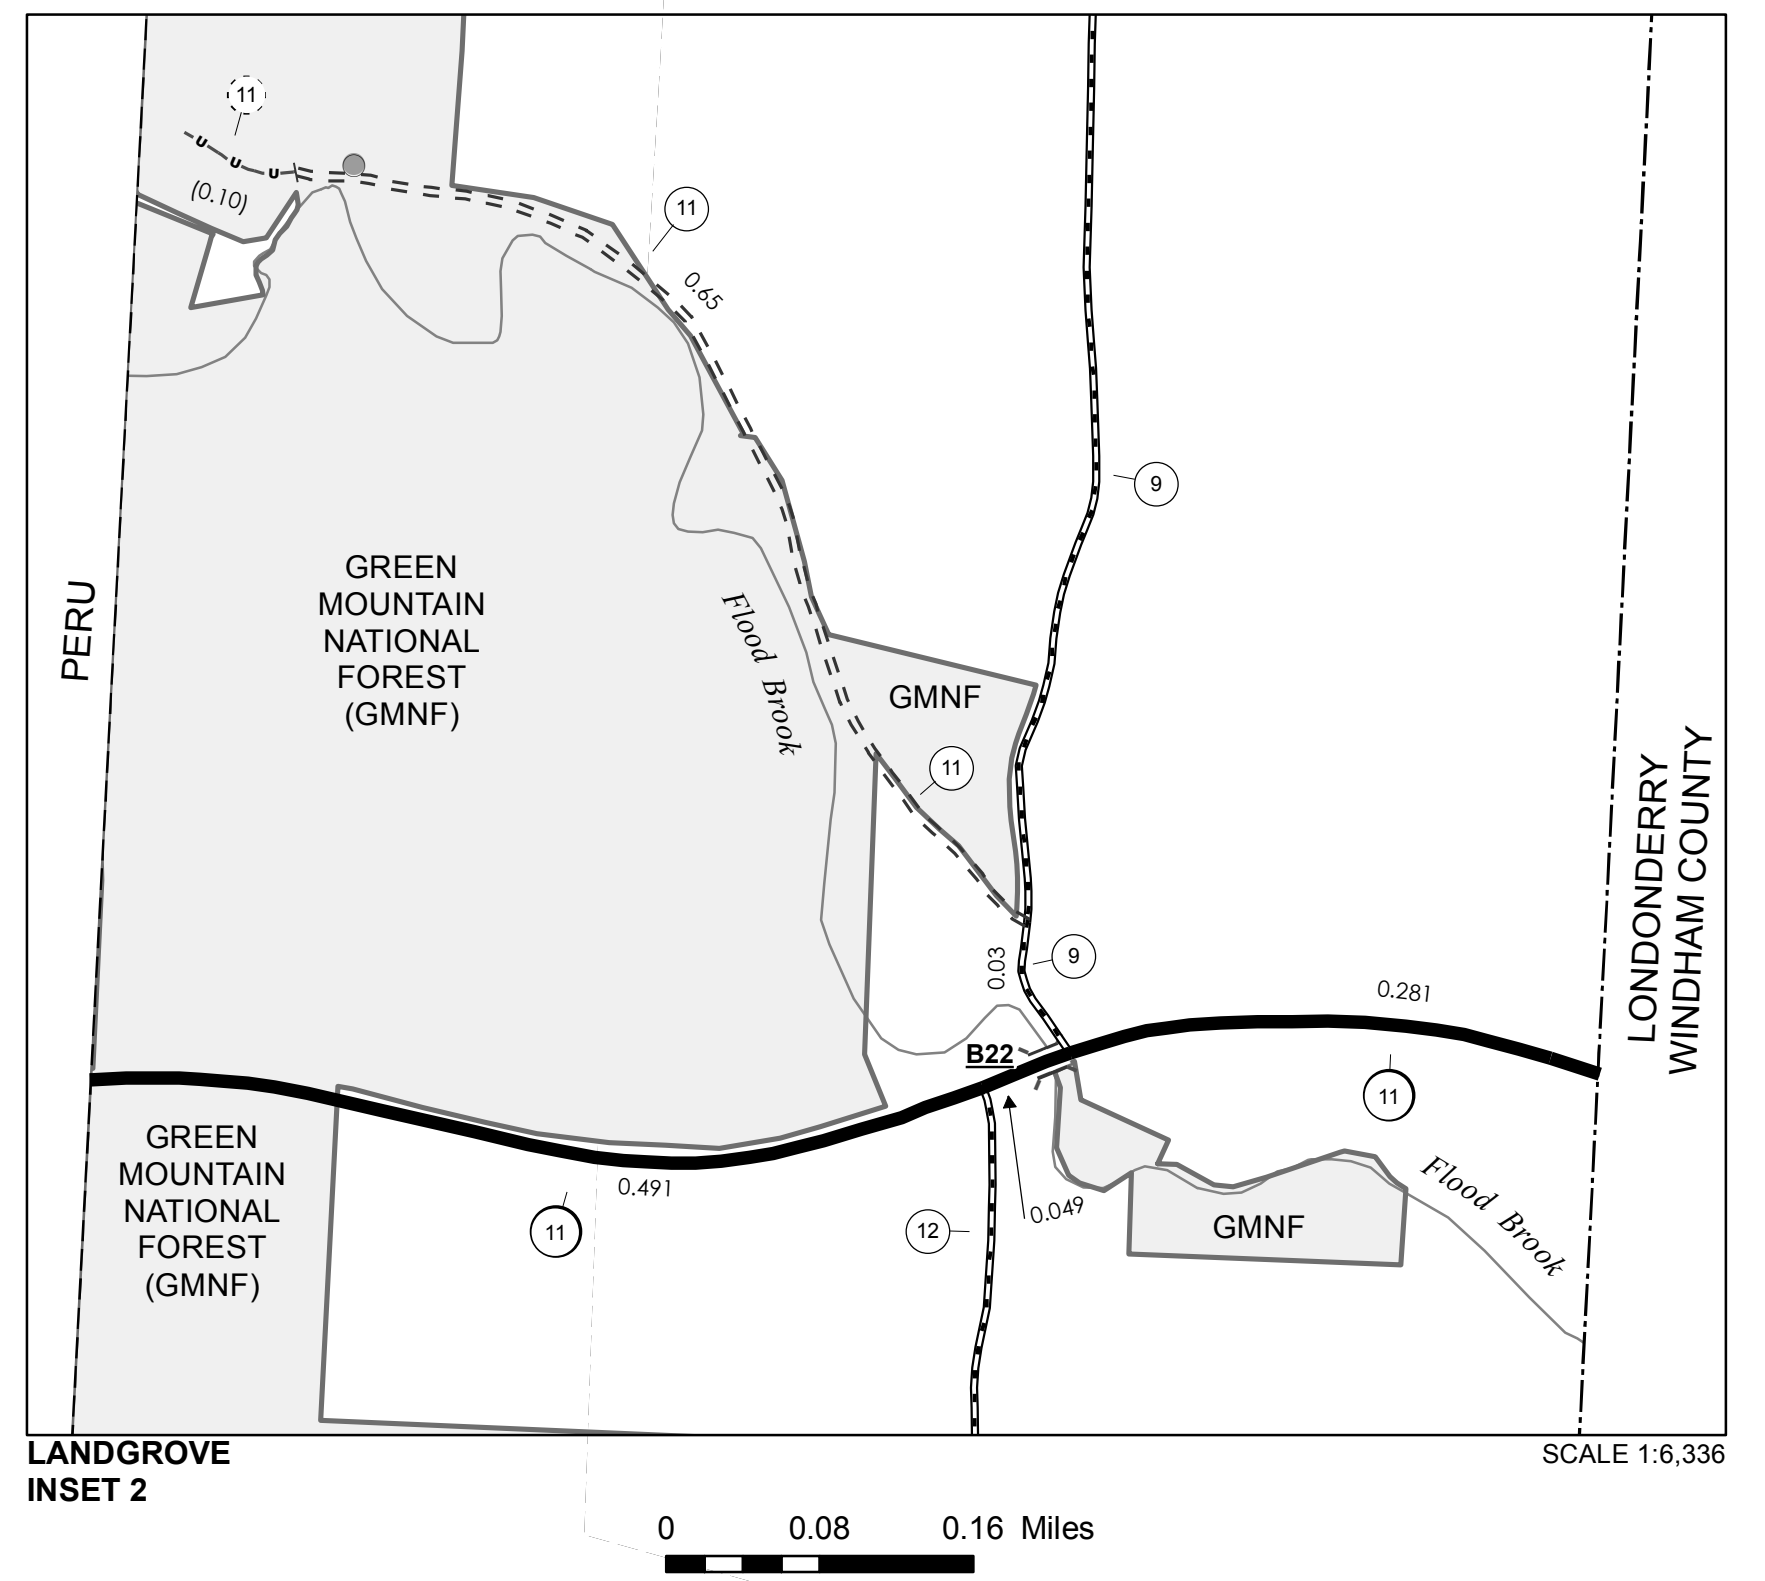 11
U
U
U
(0.10)
11
0.65
9
GREEN
MOUNTAIN
NATIONAL
FOREST
(GMNF)
PERU
Flood Brook
GMNF
11
LONDONDERRY
WINDHAM COUNTY
0.03
9
0.281
B22
11
GREEN
MOUNTAIN
NATIONAL
FOREST
(GMNF)
0.491
11
12
0.049
GMNF
Flood Brook
LANDGROVE
INSET 2
SCALE 1:6,336
0 0.08 0.16 Miles